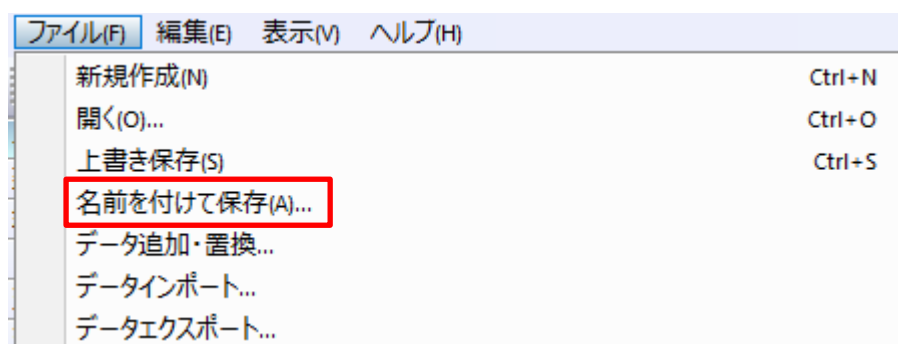 ファイル(F) 編集(E) 表示(V) ヘルプ(H)
新規作成(N) Ctrl+N
開く(O)... Ctrl+O
上書き保存(S) Ctrl+S
名前を付けて保存(A)...
データ追加・置換...
データインポート...
データエクスポート...